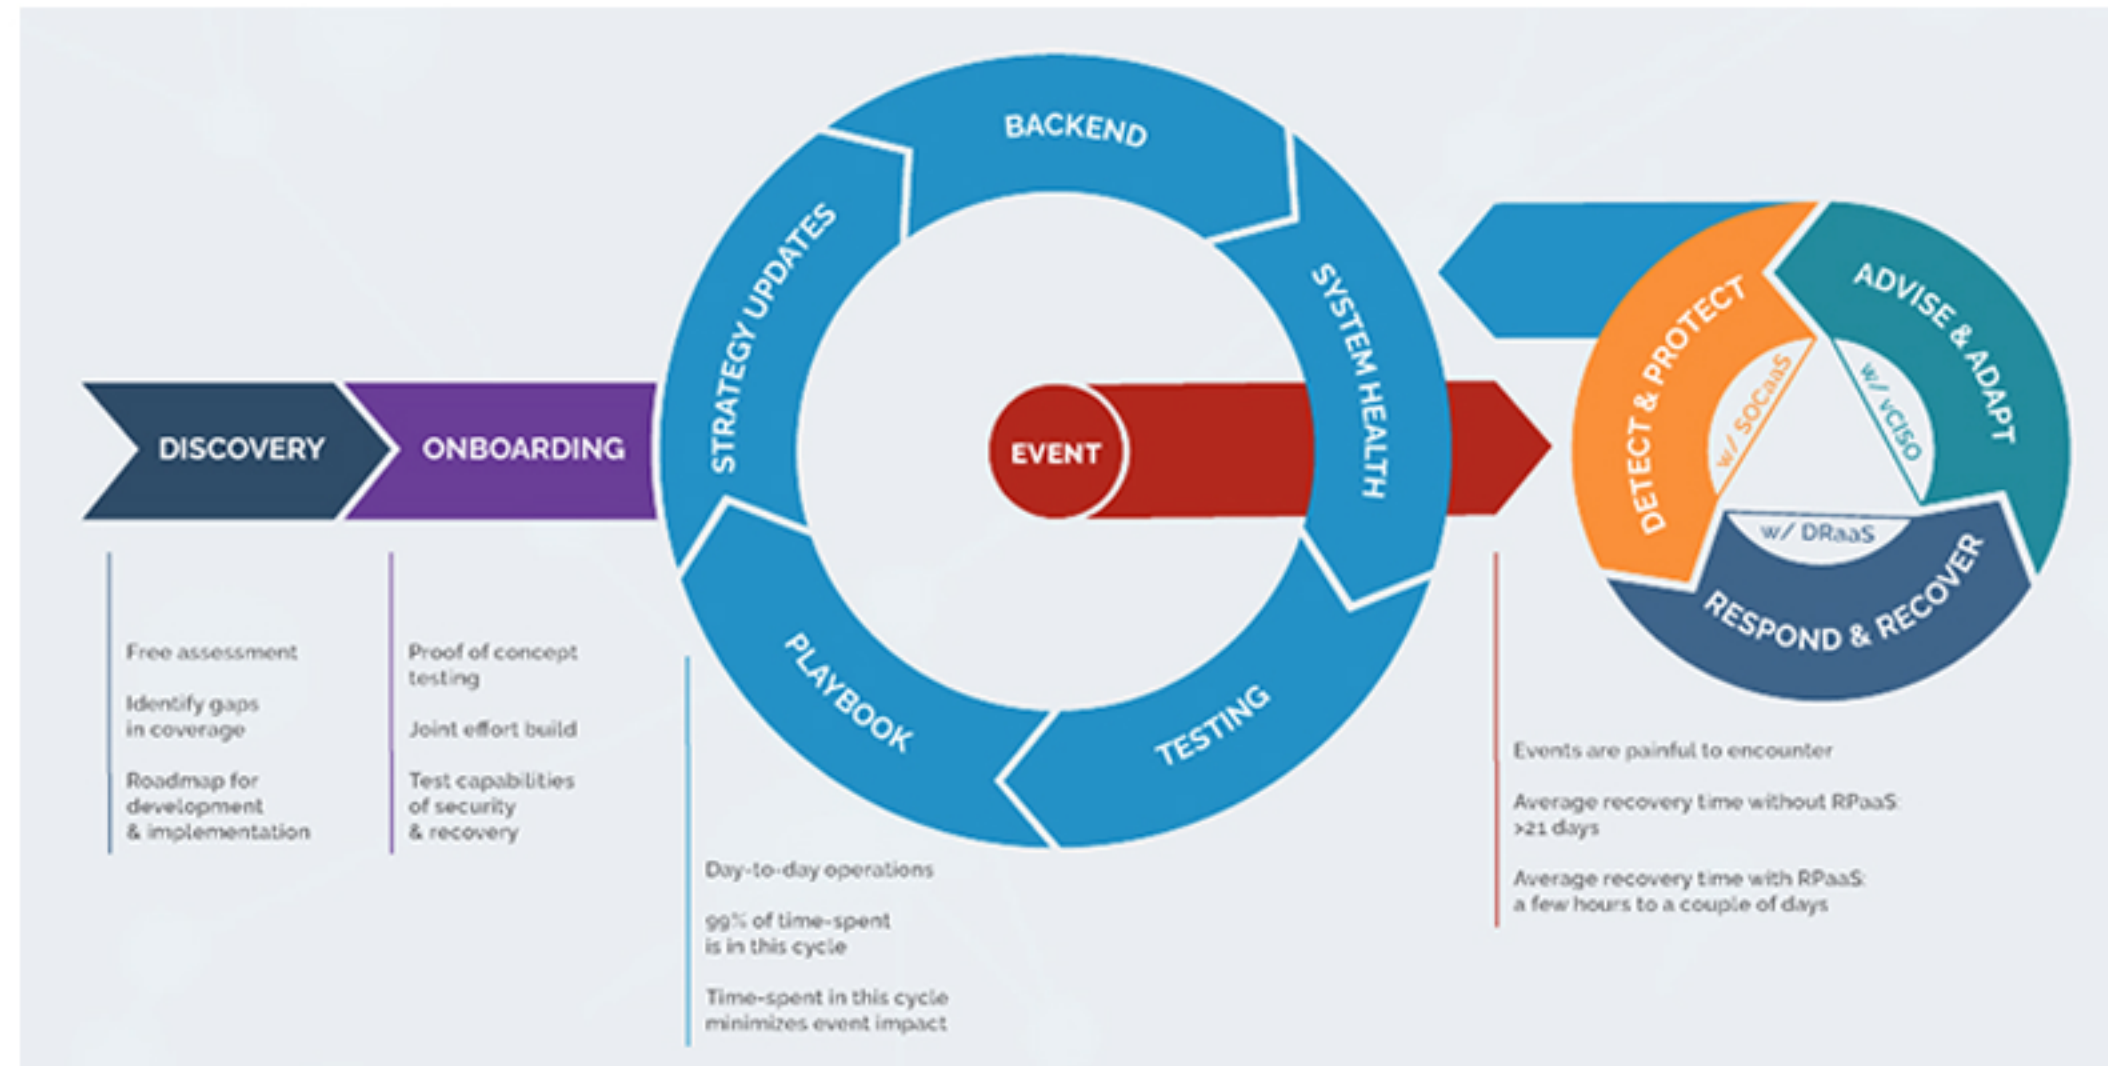 DISCOVERY
ONBOARDING
STRATEGY UPDATES
BACKEND
SYSTEM HEALTH
TESTING
PLAYBOOK
EVENT
DETECT & PROTECT
w/ SOCaaS
ADVISE & ADAPT
w/ vCISO
RESPOND & RECOVER
w/ DRaaS
Free assessment
Identify gaps
in coverage
Roadmap for
development
& implementation
Proof of concept
testing
Joint effort build
Test capabilities
of security
& recovery
Day-to-day operations
99% of time-spent
is in this cycle
Time-spent in this cycle
minimizes event impact
Events are painful to encounter
Average recovery time without RPaaS:
>21 days
Average recovery time with RPaaS:
a few hours to a couple of days